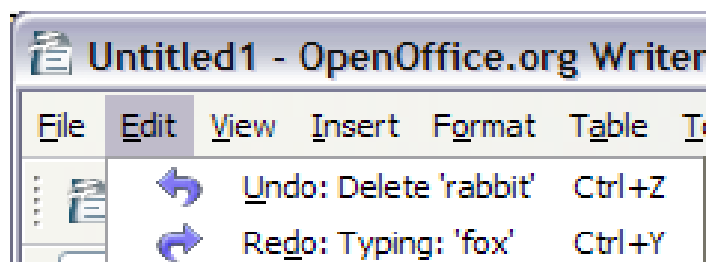 Untitled1 - OpenOffice.org Writer
File Edit View Insert Format Table
Undo: Delete 'rabbit' Ctrl+Z
Redo: Typing: 'fox' Ctrl+Y